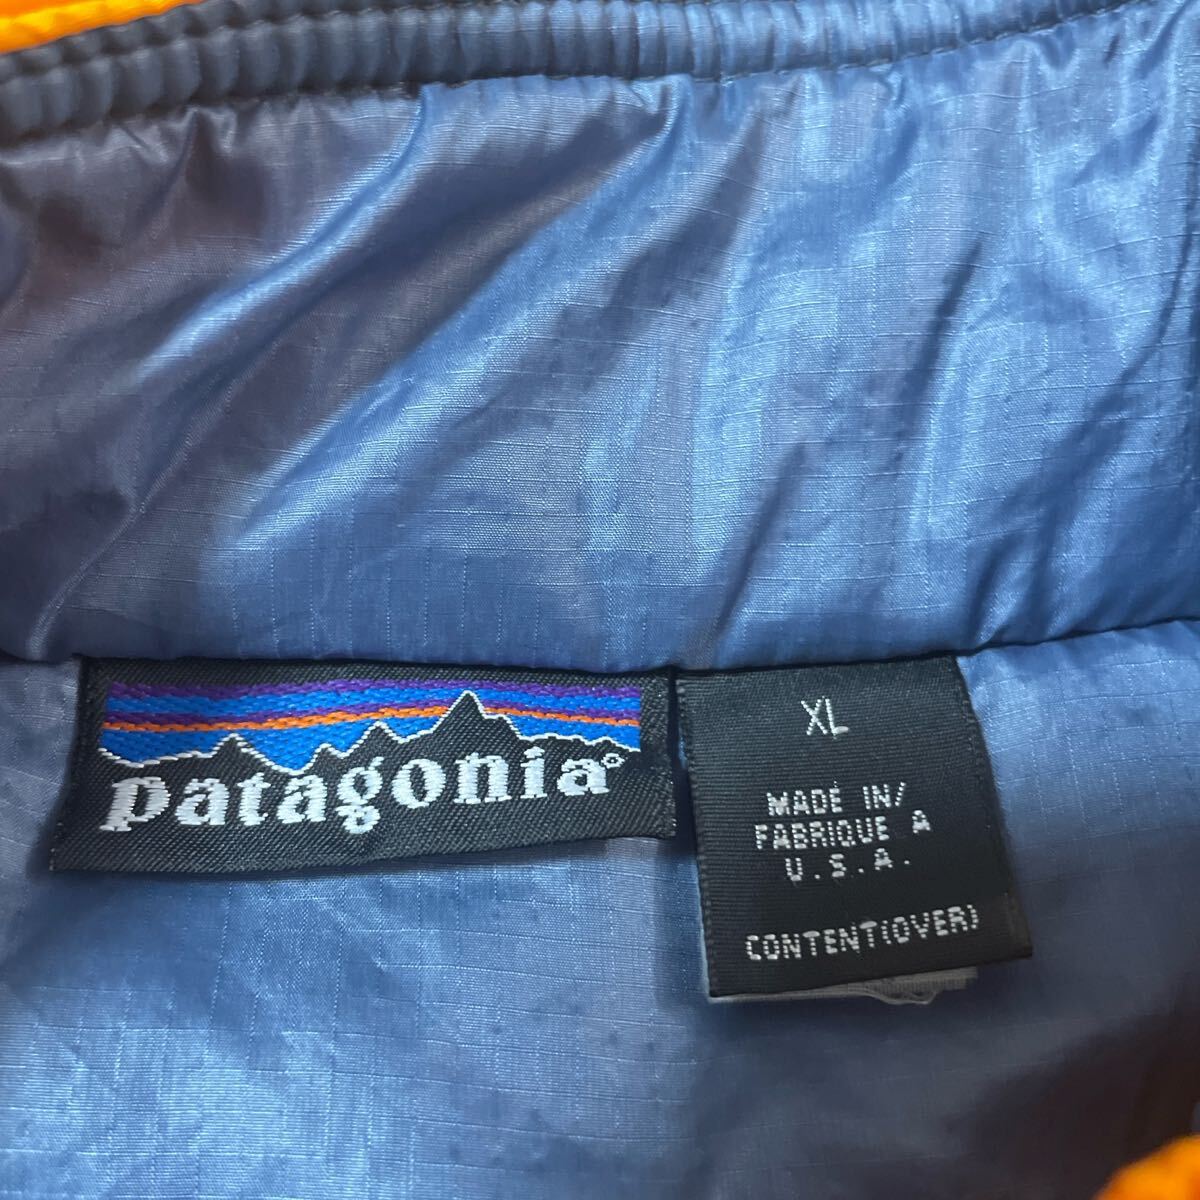 patagonia®
XL
MADE IN/
FABRIQUE A
U.S.A.
CONTENT(OVER)